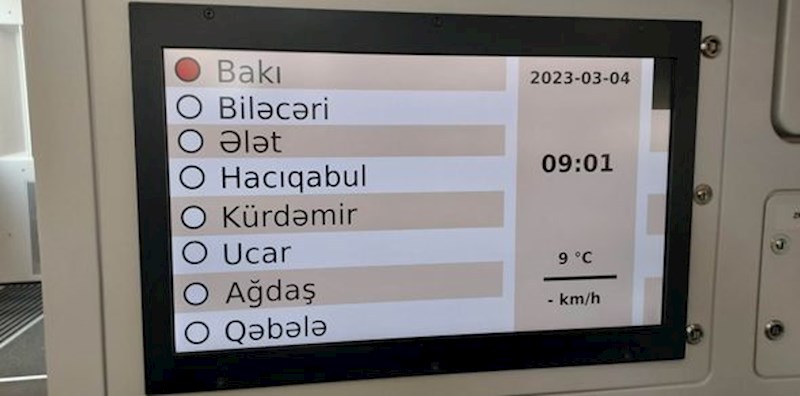 Bakı
Biləcəri
Ələt
Hacıqabul
Kürdəmir
Ucar
Ağdaş
Qəbələ
2023-03-04
09:01
9 °C
- km/h